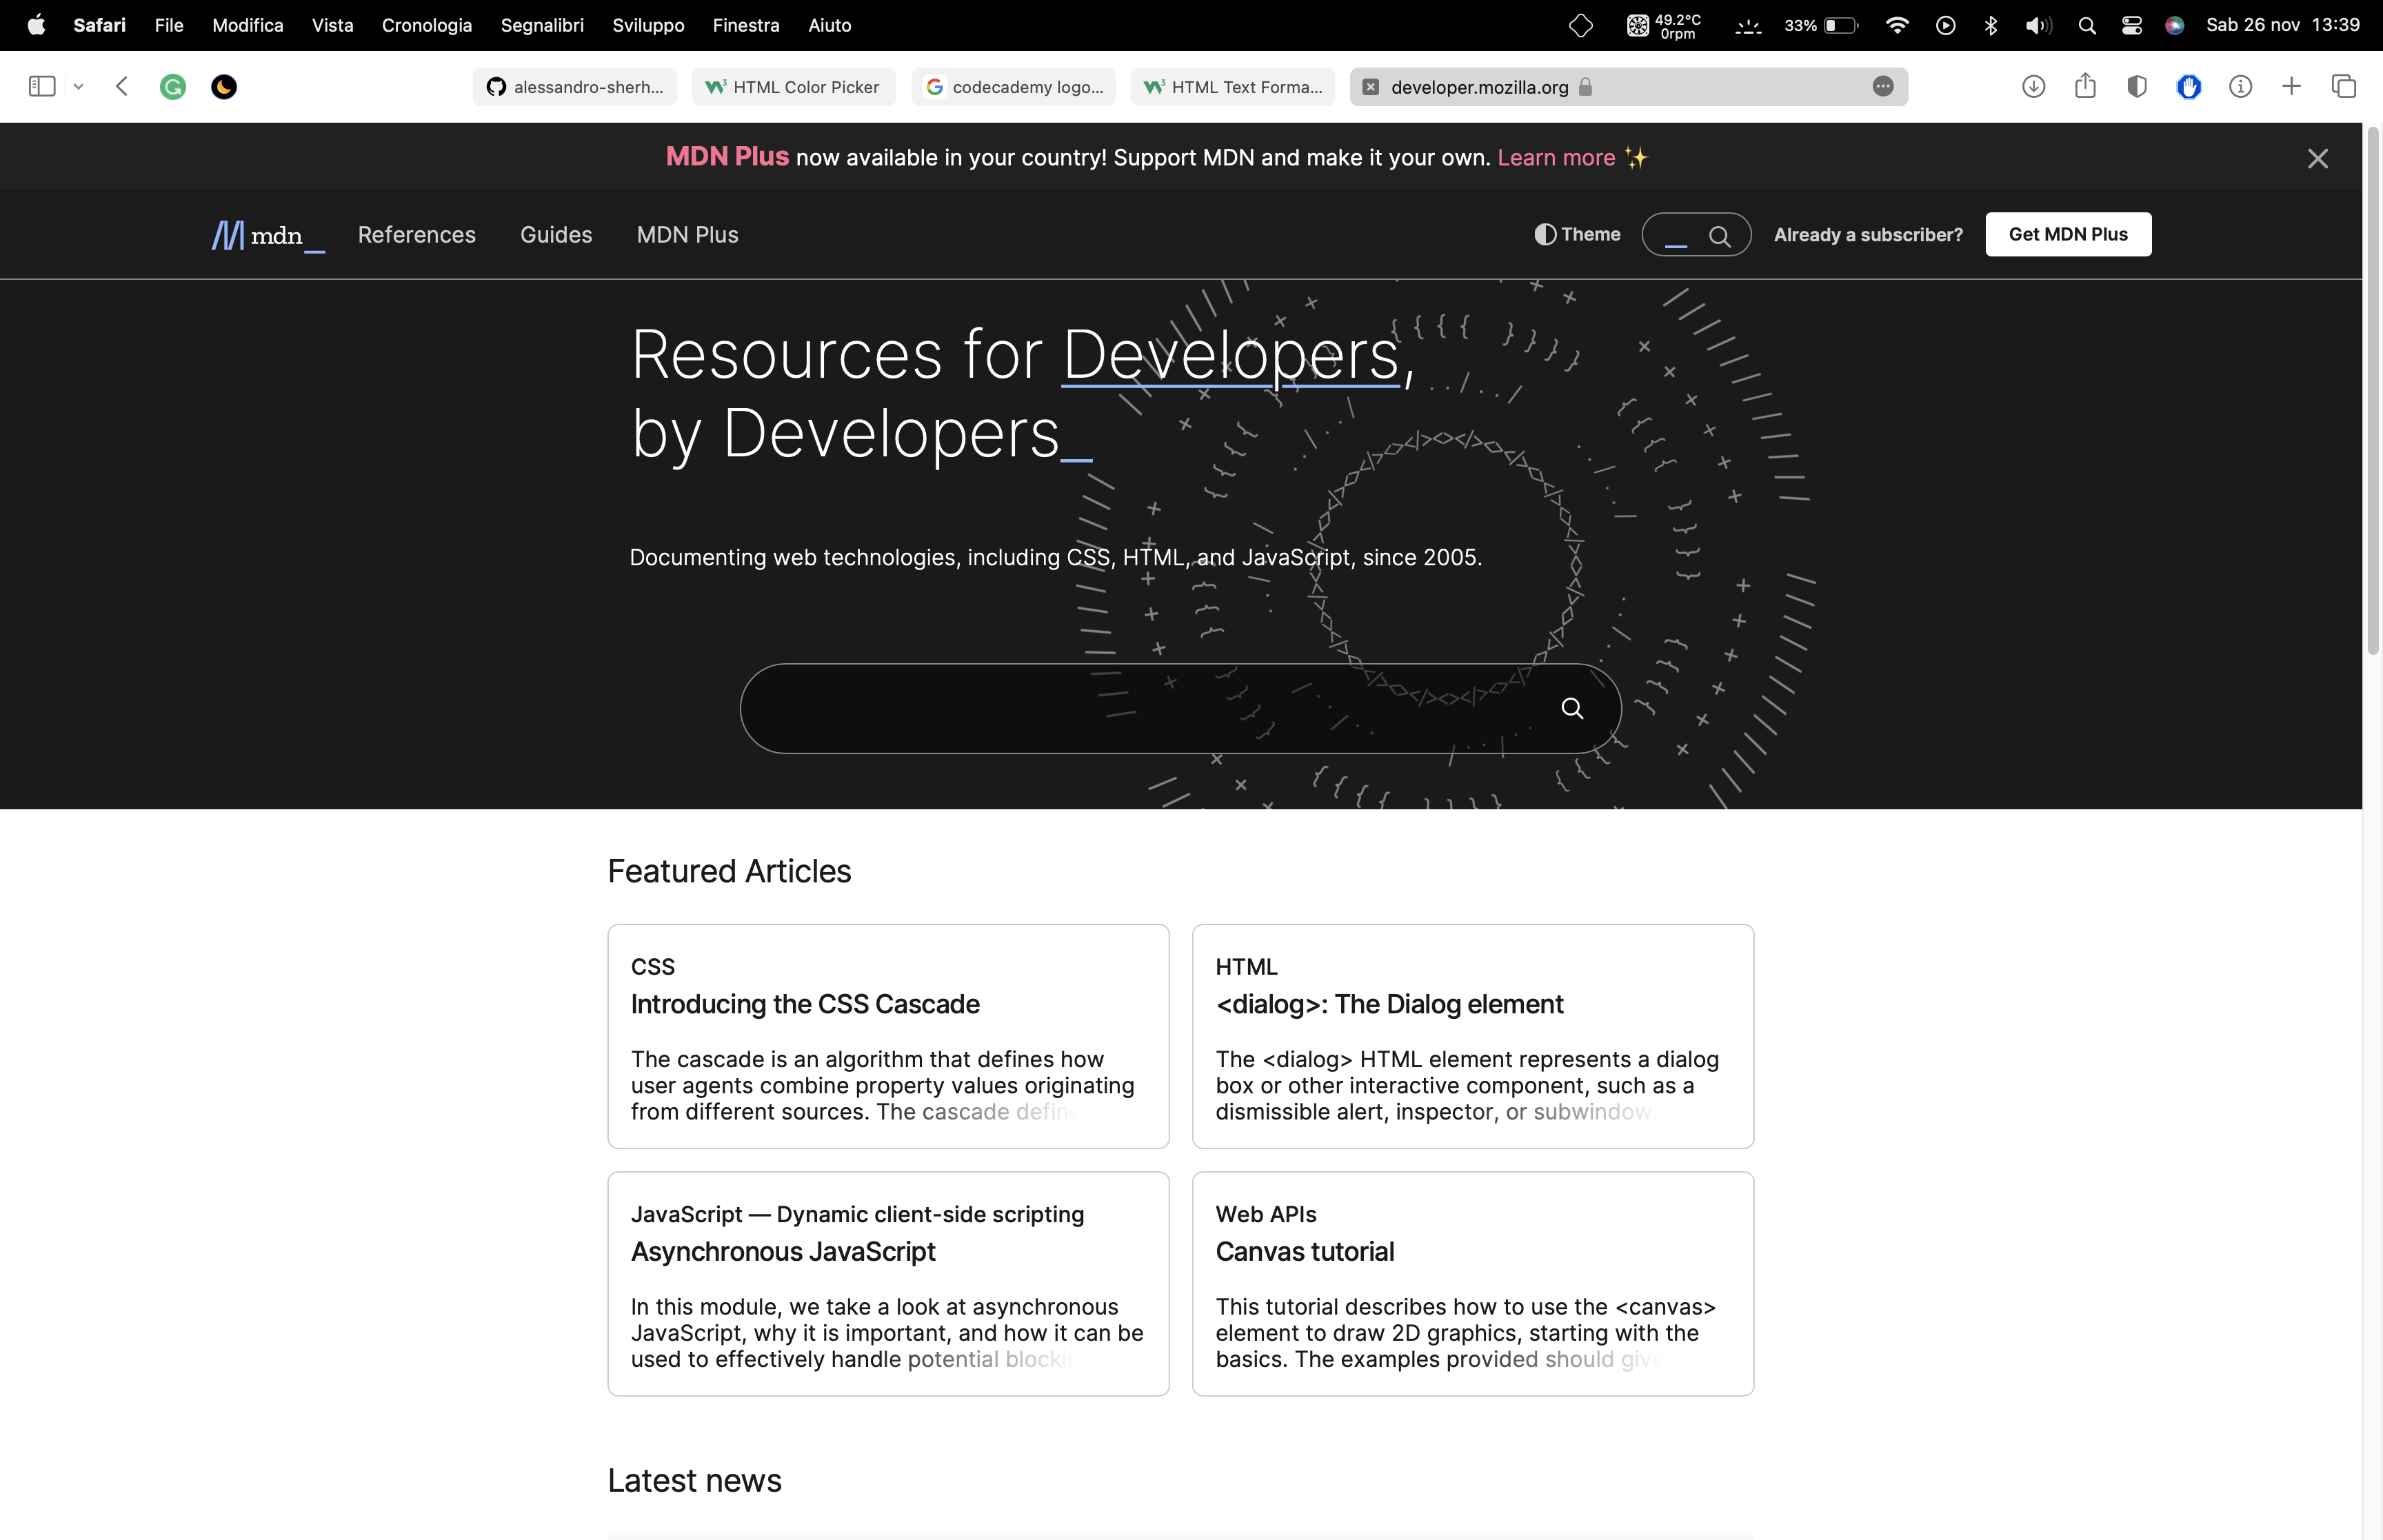 Safari File Modifica Vista Cronologia Segnalibri Sviluppo Finestra Aiuto 49.2°C 0rpm 33% Sab 26 nov 13:39
alessandro-sherh... HTML Color Picker codecademy logo... HTML Text Forma... developer.mozilla.org
MDN Plus now available in your country! Support MDN and make it your own. Learn more ✨
mdn_ References Guides MDN Plus Theme Already a subscriber? Get MDN Plus
Resources for Developers,
by Developers_
Documenting web technologies, including CSS, HTML, and JavaScript, since 2005.
Featured Articles
CSS
Introducing the CSS Cascade
The cascade is an algorithm that defines how
user agents combine property values originating
from different sources. The cascade define
HTML
<dialog>: The Dialog element
The <dialog> HTML element represents a dialog
box or other interactive component, such as a
dismissible alert, inspector, or subwindow.
JavaScript — Dynamic client-side scripting
Asynchronous JavaScript
In this module, we take a look at asynchronous
JavaScript, why it is important, and how it can be
used to effectively handle potential blockin
Web APIs
Canvas tutorial
This tutorial describes how to use the <canvas>
element to draw 2D graphics, starting with the
basics. The examples provided should give
Latest news